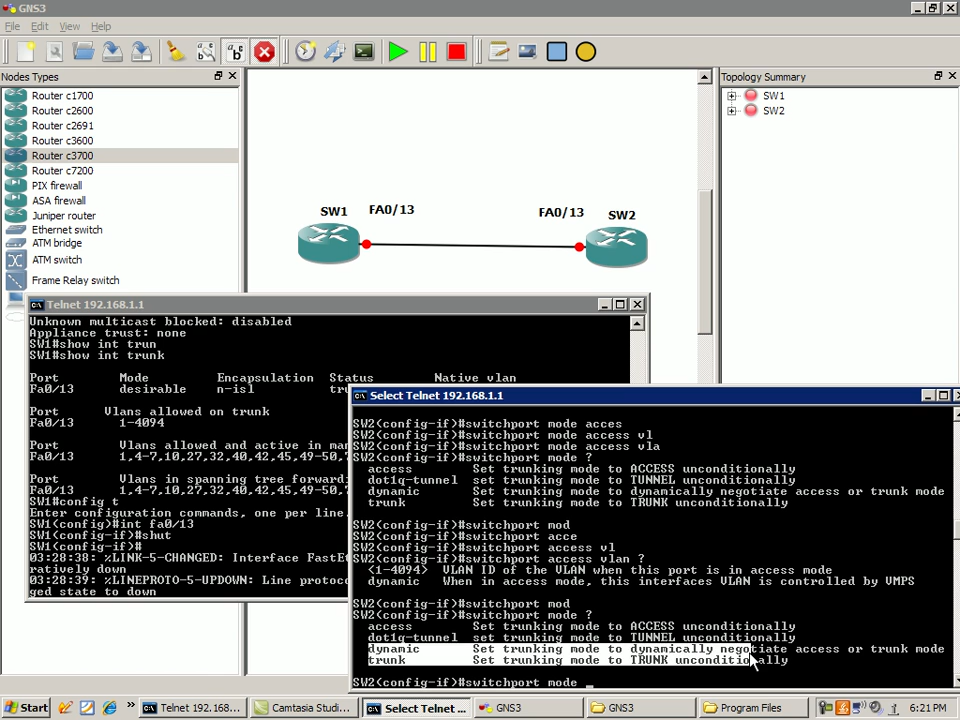 GNS3
File Edit View Help
Nodes Types
Router c1700
Router c2600
Router c2691
Router c3600
Router c3700
Router c7200
PIX firewall
ASA firewall
Juniper router
Ethernet switch
ATM bridge
ATM switch
Frame Relay switch
SW1 FA0/13
FA0/13 SW2
Topology Summary
SW1
SW2
Telnet 192.168.1.1
Unknown multicast blocked: disabled
Appliance trust: none
SW1#show int trun
SW1#show int trunk
Port Mode Encapsulation Status Native vlan
Fa0/13 desirable n-isl
Port Vlans allowed on trunk
Fa0/13 1-4094
Port Vlans allowed and active in
Fa0/13 1,4-7,10,27,32,40,42,45,49-50,
Port Vlans in spanning tree
Fa0/13 1,4-7,10,27,32,40,42,45,49-50,
SW1#config t
Enter configuration commands, one per line.
SW1(config)#int fa0/13
SW1(config-if)#shut
SW1(config-if)#
03:28:38: %LINK-5-CHANGED: Interface
ratively down
03:28:39: %LINEPROTO-5-UPDOWN: Line
ged state to down
Select Telnet 192.168.1.1
SW2(config-if)#switchport mode acces
SW2(config-if)#switchport mode access vl
SW2(config-if)#switchport mode access vla
SW2(config-if)#switchport mode ?
access Set trunking mode to ACCESS unconditionally
dot1q-tunnel set trunking mode to TUNNEL unconditionally
dynamic Set trunking mode to dynamically negotiate access or trunk mode
trunk Set trunking mode to TRUNK unconditionally
SW2(config-if)#switchport mod
SW2(config-if)#switchport acce
SW2(config-if)#switchport access vl
SW2(config-if)#switchport access vlan ?
<1-4094> VLAN ID of the VLAN when this port is in access mode
dynamic When in access mode, this interfaces VLAN is controlled by VMPS
SW2(config-if)#switchport mod
SW2(config-if)#switchport mode ?
access Set trunking mode to ACCESS unconditionally
dot1q-tunnel set trunking mode to TUNNEL unconditionally
dynamic Set trunking mode to dynamically negotiate access or trunk mode
trunk Set trunking mode to TRUNK unconditionally
SW2(config-if)#switchport mode _
Start Telnet 192.168.... Camtasia Studi... Select Telnet ... GNS3 GNS3 Program Files 6:21 PM